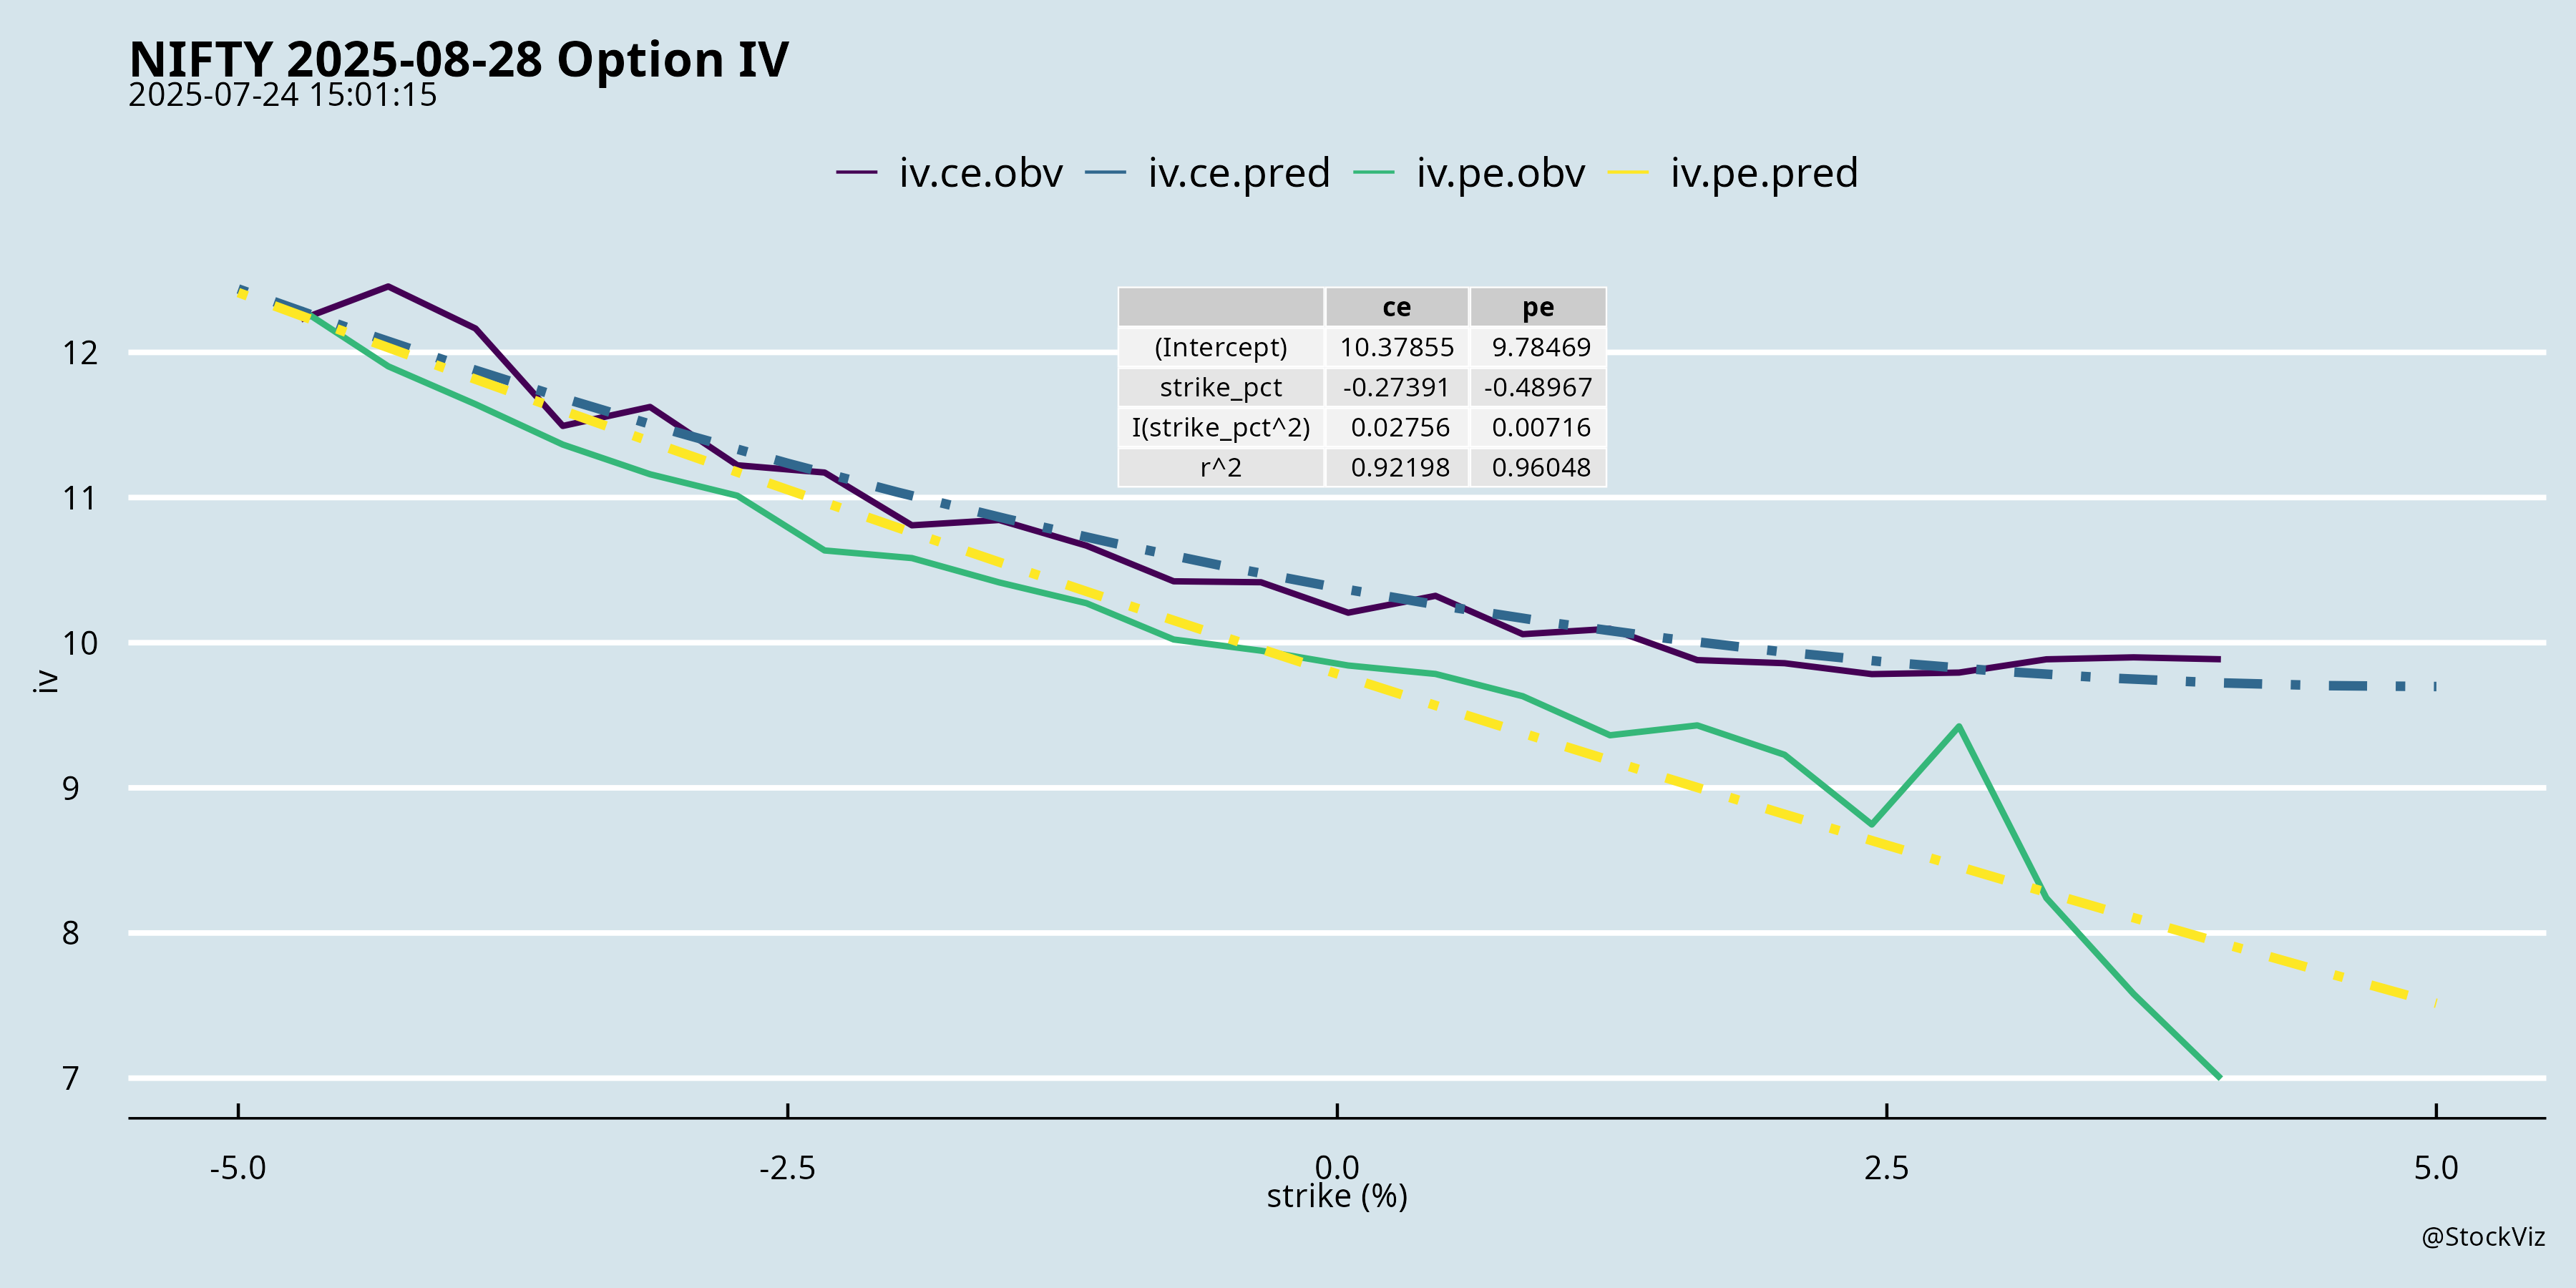 NIFTY 2025-08-28 Option IV
2025-07-24 15:01:15
iv.ce.obv iv.ce.pred iv.pe.obv iv.pe.pred
ce pe
(Intercept) 10.37855 9.78469
strike_pct -0.27391 -0.48967
I(strike_pct^2) 0.02756 0.00716
r^2 0.92198 0.96048
12
11
10
iv
9
8
7
-5.0 -2.5 0.0 2.5 5.0
strike (%)
@StockViz